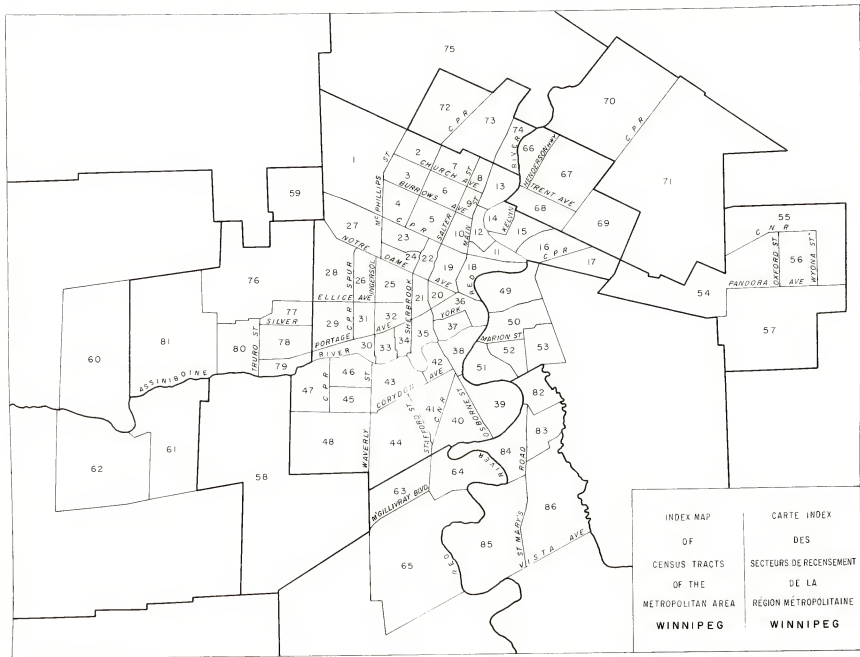 75
72
C P R
73
70
C P R
74
RIVER
66
HENDERSON HWY
67
TRENT AVE
68
69
71
1
Mc PHILLIPS ST
2
CHURCH AVE
7
8
3
BURROWS AVE
6
9
13
4
C P R
5
SALTER ST
MAIN ST
10
12
14
KELVIN
15
16
C P R
17
11
59
27
NOTRE DAME AVE
23
24
22
19
18
RED
76
28
C P R SPUR
26
INGERSOL
25
21
20
36
49
ELLICE AVE
SHERBROOK
77
SILVER
29
31
32
YORK
37
50
PORTAGE AVE
30
33
34
35
MARION ST
78
80
TRURO ST
79
RIVER
38
51
52
53
60
81
ASSINIBOINE
47
C P R
46
45
43
CORYDON AVE
42
41
STAFFORD ST
C N R
40
OSBORNE ST
39
82
83
44
WAVERLY ST
48
62
61
58
63
McGILLIVRAY BLVD
64
RIVER
84
ST MARY'S ROAD
86
65
RED
85
VISTA AVE
55
C N R
54
PANDORA AVE
OXFORD ST
56
WYONA ST
57
INDEX MAP
OF
CENSUS TRACTS
OF THE
METROPOLITAN AREA
WINNIPEG
CARTE INDEX
DES
SECTEURS DE RECENSEMENT
DE LA
RÉGION MÉTROPOLITAINE
WINNIPEG